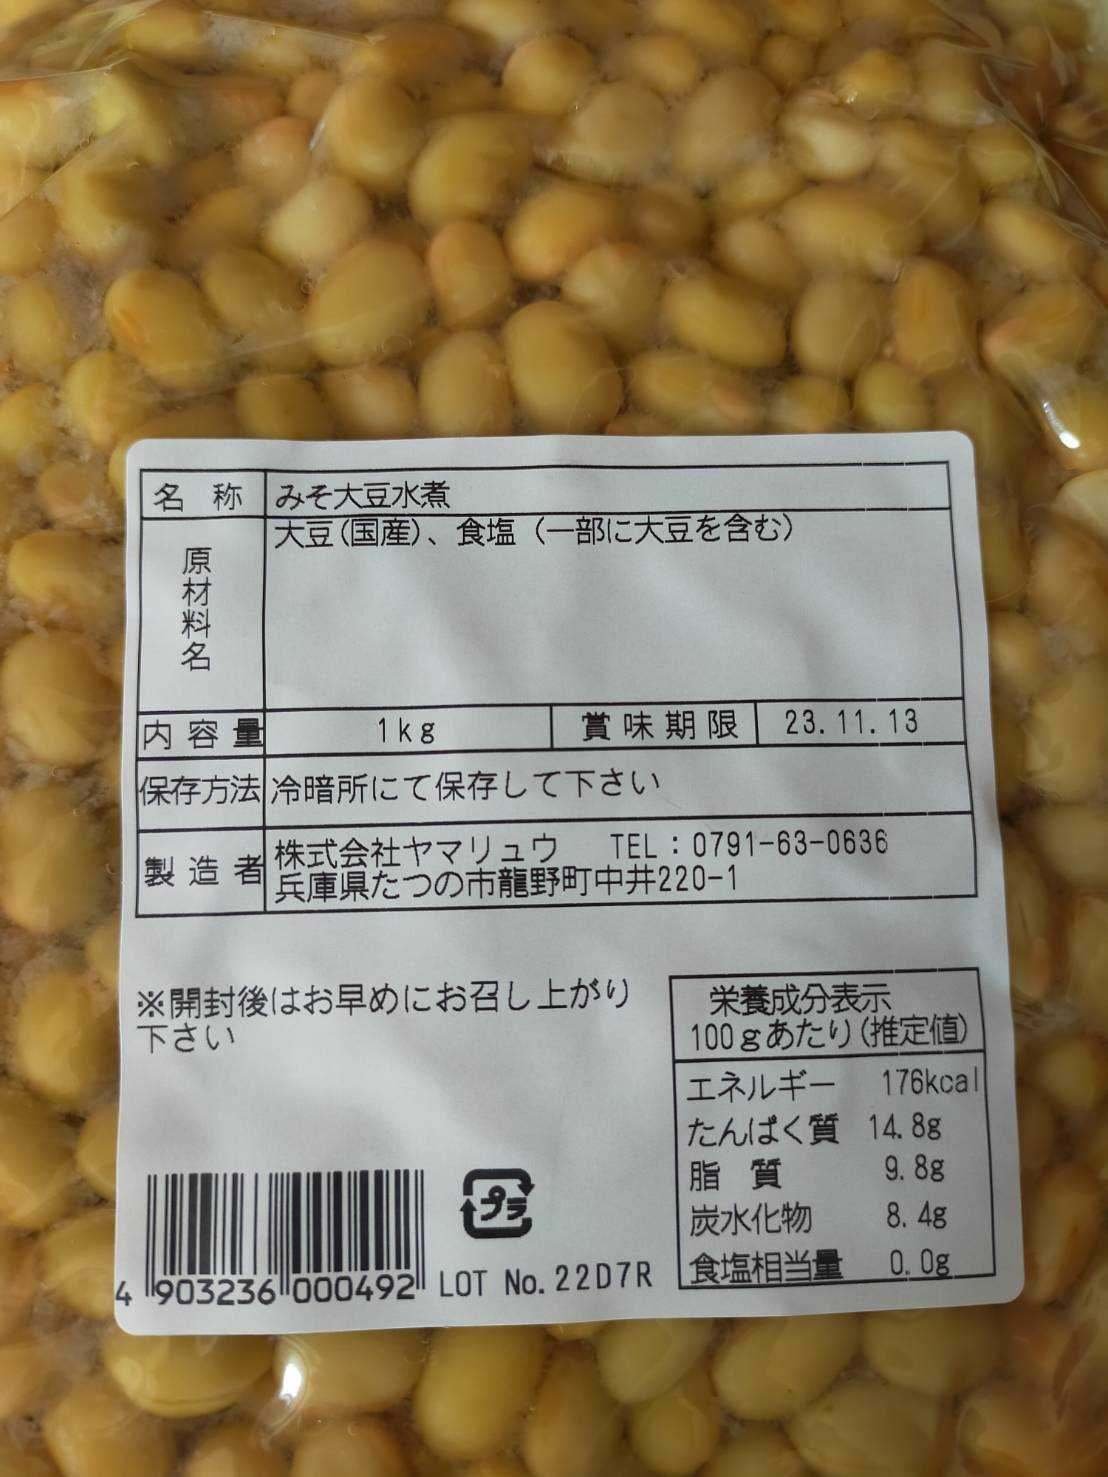 名 称 みそ大豆水煮
原材料名 大豆(国産)、食塩(一部に大豆を含む)
内容量 1kg 賞味期限 23.11.13
保存方法 冷暗所にて保存して下さい
製造者 株式会社ヤマリュウ TEL:0791-63-0636
兵庫県たつの市龍野町中井220-1
※開封後はお早めにお召し上がり
下さい
栄養成分表示
100gあたり(推定値)
エネルギー 176kcal
たんぱく質 14.8g
脂 質 9.8g
炭水化物 8.4g
食塩相当量 0.0g
プラ
4 903236 000492 LOT No.22D7R